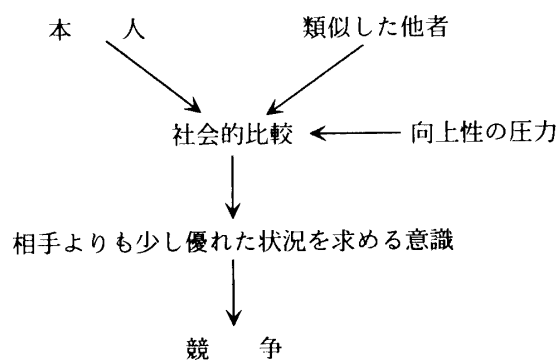 本　人　　類似した他者
社会的比較　向上性の圧力
相手よりも少し優れた状況を求める意識
競　争